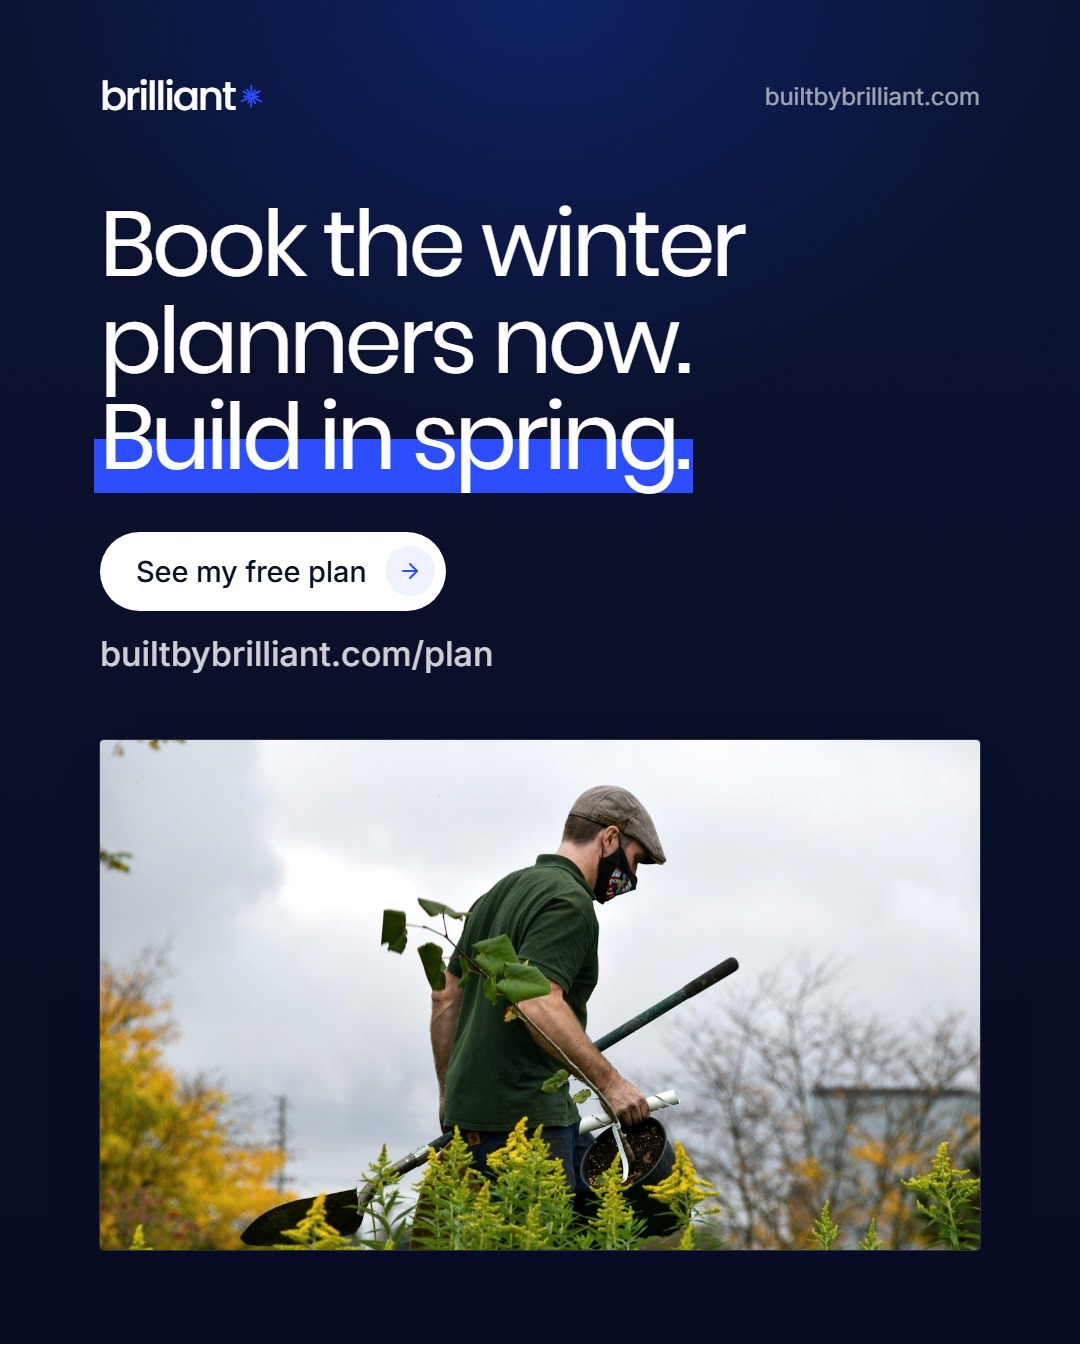 brilliant
builtbybrilliant.com
Book the winter
planners now.
Build in spring.
See my free plan
builtbybrilliant.com/plan